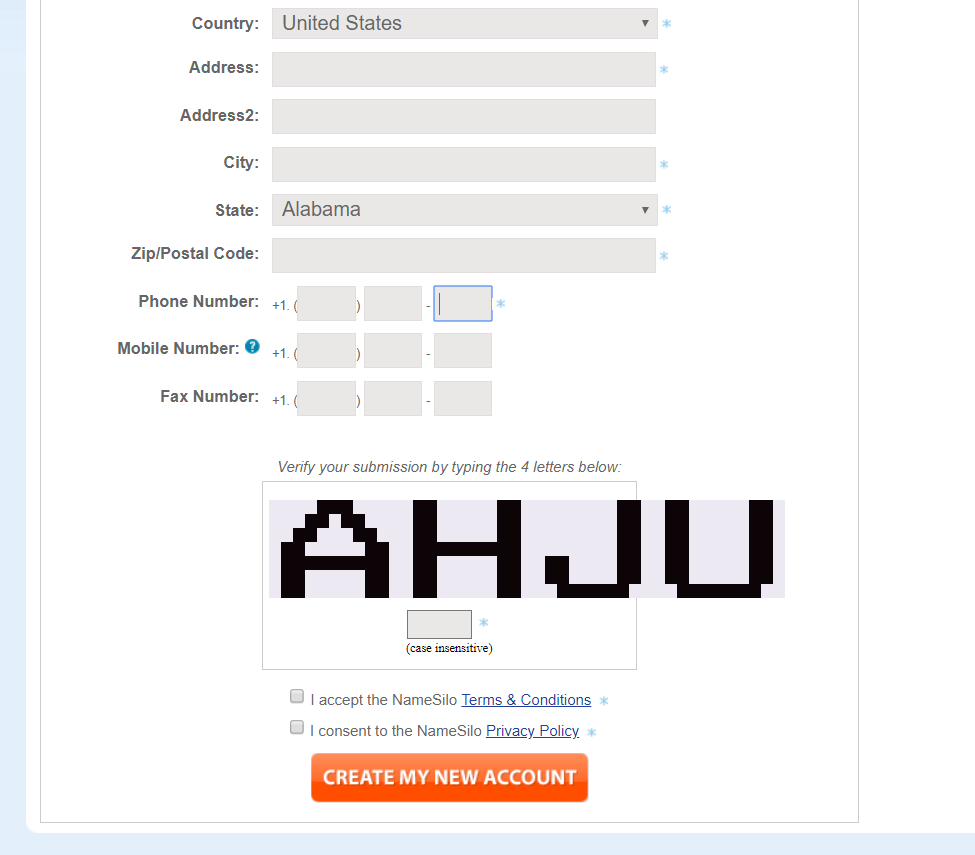 Country: United States ▼ *
Address: *
Address2:
City: *
State: Alabama ▼ *
Zip/Postal Code: *
Phone Number: +1. ( ) - *
Mobile Number: ? +1. ( ) -
Fax Number: +1. ( ) -
Verify your submission by typing the 4 letters below:
AHJU
*
(case insensitive)
I accept the NameSilo Terms & Conditions *
I consent to the NameSilo Privacy Policy *
CREATE MY NEW ACCOUNT